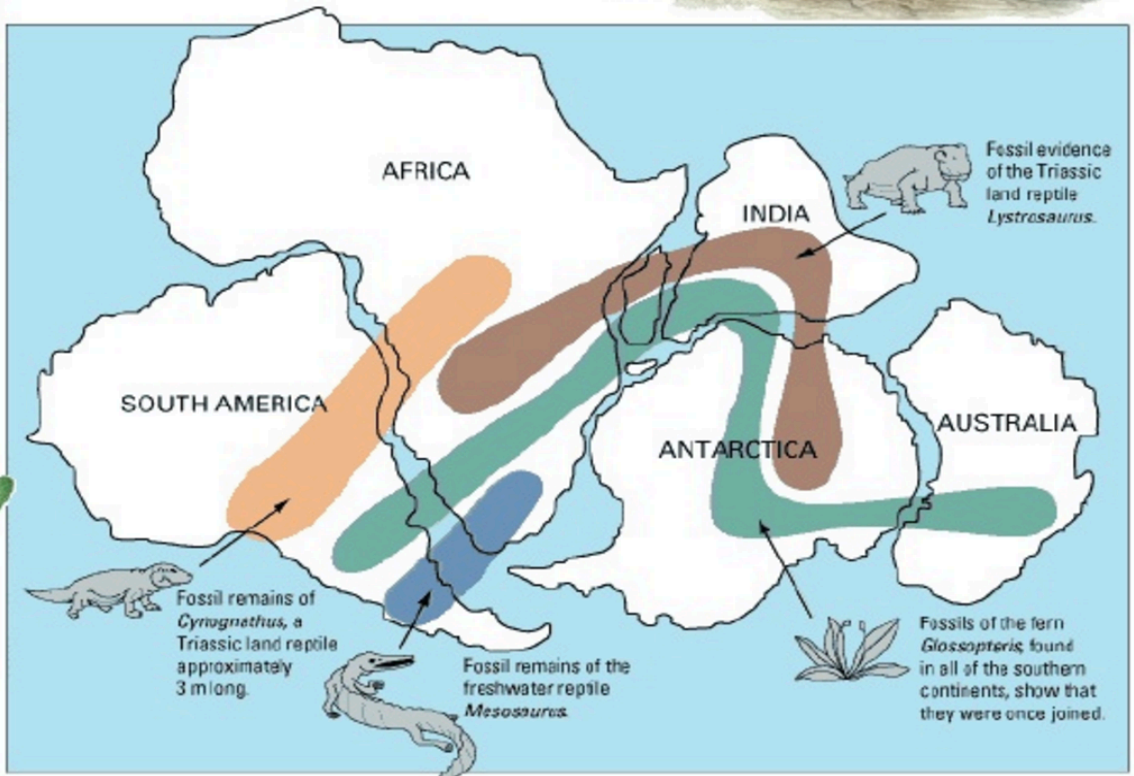 AFRICA
INDIA
Fossil evidence
of the Triassic
land reptile
Lystrosaurus.
SOUTH AMERICA
ANTARCTICA
AUSTRALIA
Fossil remains of
Cynognathus, a
Triassic land reptile
approximately
3 m long.
Fossil remains of the
freshwater reptile
Mesosaurus.
Fossils of the fern
Glossopteris, found
in all of the southern
continents, show that
they were once joined.